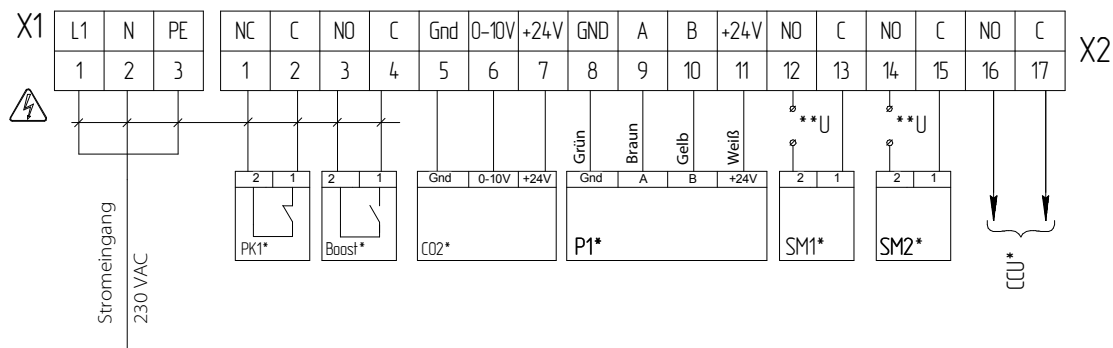 X1 L1 N PE NC C NO C Gnd 0-10V +24V GND A B +24V NO C NO C NO C X2
1 2 3 1 2 3 4 5 6 7 8 9 10 11 12 13 14 15 16 17
**U **U
Grün Braun Gelb Weiß
2 1 2 1 Gnd 0-10V +24V Gnd A B +24V 2 1 2 1
PK1* Boost* CO2* P1* SM1* SM2*
CCU*
Stromeingang
230 VAC